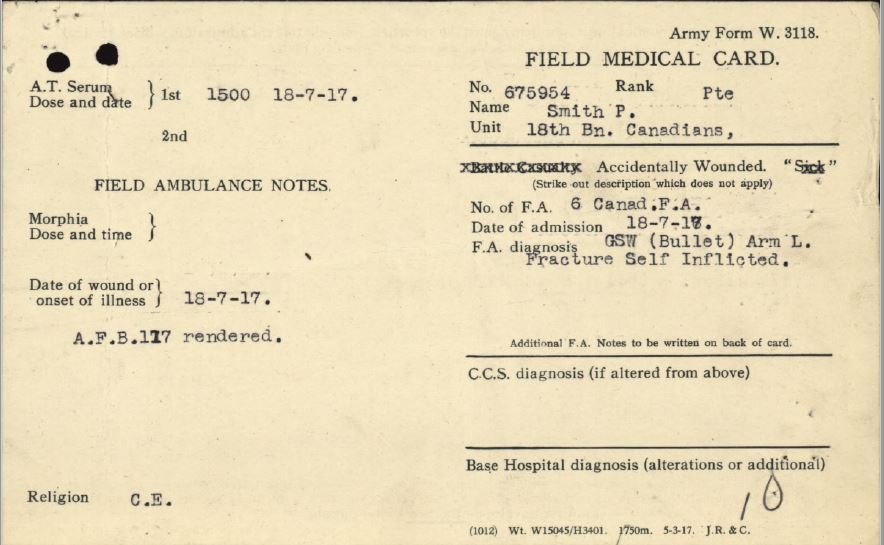 Army Form W. 3118.
FIELD MEDICAL CARD.
A.T. Serum
Dose and date } 1st 1500 18-7-17.
2nd
FIELD AMBULANCE NOTES.
Morphia
Dose and time }
Date of wound or
onset of illness } 18-7-17.
A.F.B.117 rendered.
Religion C.E.
No. 675954 Rank Pte
Name Smith P.
Unit 18th Bn. Canadians,
Battle Casualty Accidentally Wounded. "Sick"
(Strike out description which does not apply)
No. of F.A. 6 Canad.F.A.
Date of admission 18-7-17.
F.A. diagnosis GSW (Bullet) Arm L.
Fracture Self Inflicted.
Additional F.A. Notes to be written on back of card.
C.C.S. diagnosis (if altered from above)
Base Hospital diagnosis (alterations or additional)
(1012) Wt. W15045/H3401. 1750m. 5-3-17. J.R. & C.